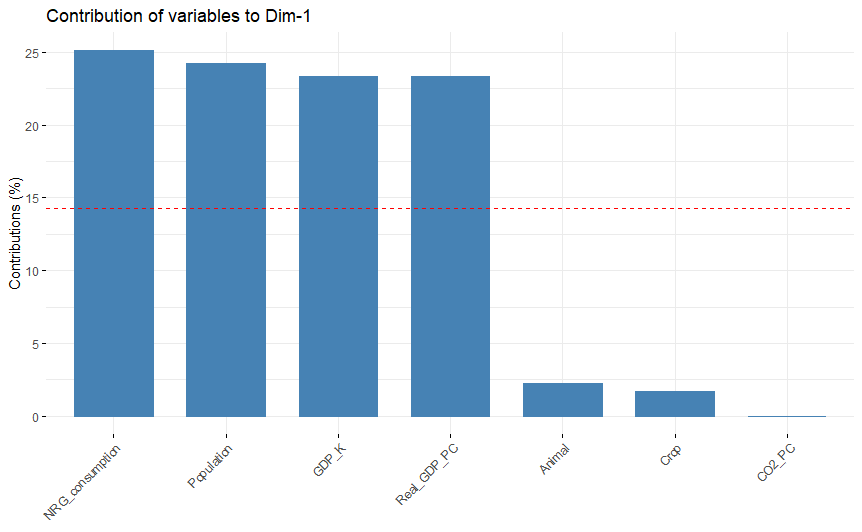 Contribution of variables to Dim-1
Contributions (%)
25
20
15
10
5
0
NRG_consumption
Population
GDP_K
Real_GDP_PC
Animal
Crop
CO2_PC